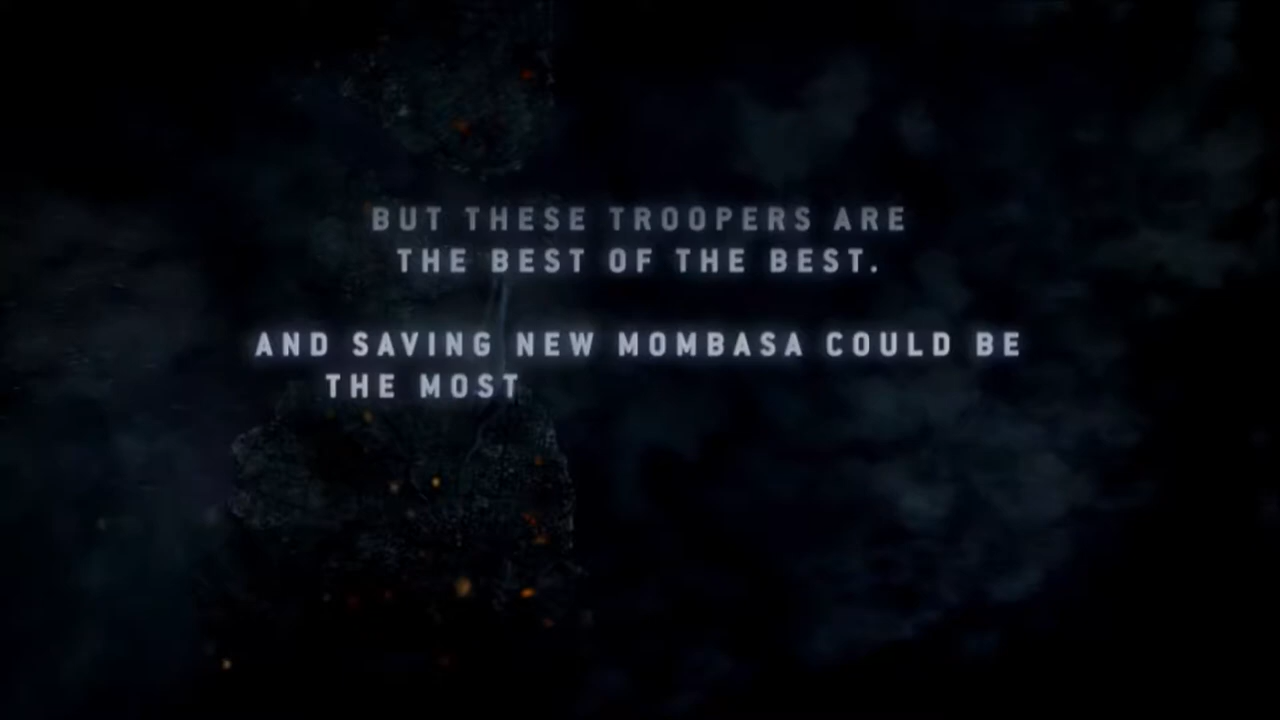 BUT THESE TROOPERS ARE
THE BEST OF THE BEST.
AND SAVING NEW MOMBASA COULD BE
THE MOST